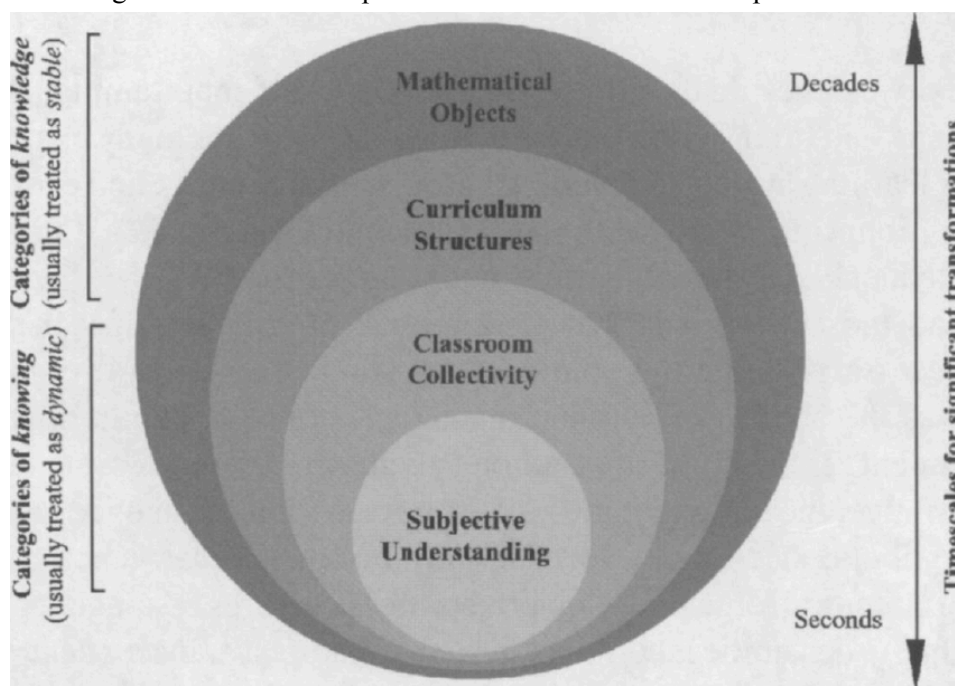 Mathematical
Objects
Curriculum
Structures
Classroom
Collectivity
Subjective
Understanding
Categories of knowledge
(usually treated as stable)
Categories of knowing
(usually treated as dynamic)
Decades
Seconds
Timescales for significant transformations